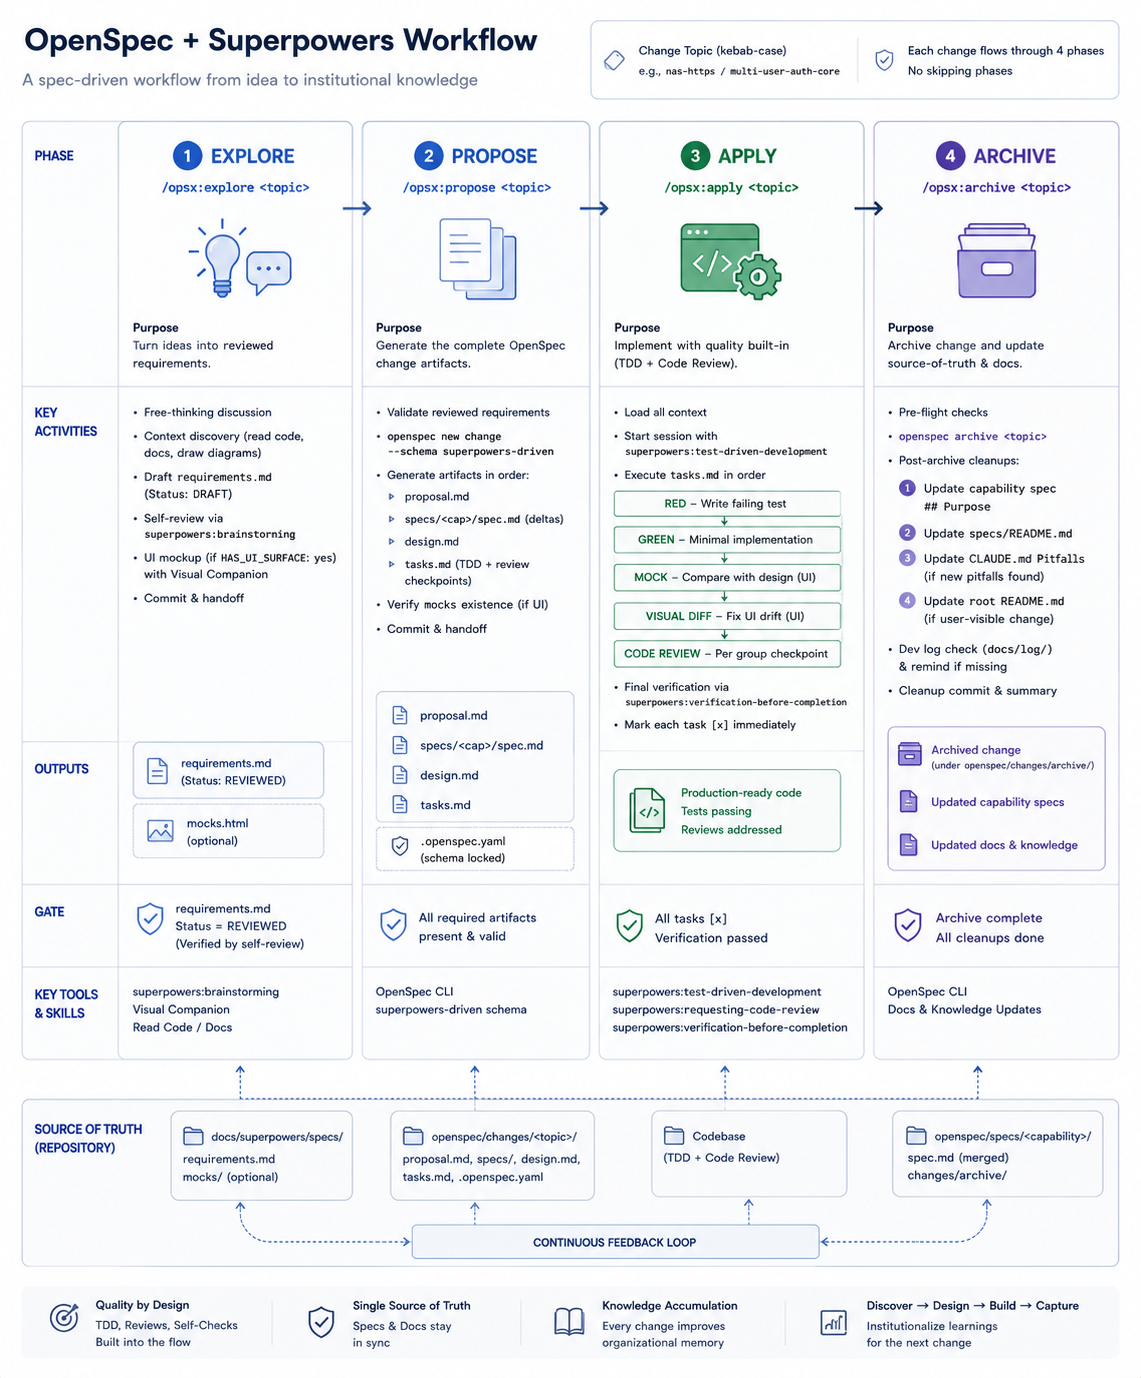 OpenSpec + Superpowers Workflow
A spec-driven workflow from idea to institutional knowledge
Change Topic (kebab-case)
e.g., nas-https / multi-user-auth-core
Each change flows through 4 phases
No skipping phases
PHASE
1 EXPLORE
/opsx:explore <topic>
Purpose
Turn ideas into reviewed
requirements.
2 PROPOSE
/opsx:propose <topic>
Purpose
Generate the complete OpenSpec
change artifacts.
3 APPLY
/opsx:apply <topic>
</>
Purpose
Implement with quality built-in
(TDD + Code Review).
4 ARCHIVE
/opsx:archive <topic>
Purpose
Archive change and update
source-of-truth & docs.
KEY
ACTIVITIES
• Free-thinking discussion
• Context discovery (read code,
docs, draw diagrams)
• Draft requirements.md
(Status: DRAFT)
• Self-review via
superpowers:brainstorning
• UI mockup (if HAS_UI_SURFACE: yes)
with Visual Companion
• Commit & handoff
• Validate reviewed requirements
• openspec new change
--schema superpowers-driven
• Generate artifacts in order:
proposal.md
specs/<cap>/spec.md (deltas)
design.md
tasks.md (TDD + review
checkpoints)
• Verify mocks existence (if UI)
• Commit & handoff
proposal.md
specs/<cap>/spec.md
design.md
tasks.md
• Load all context
• Start session with
superpowers:test-driven-development
• Execute tasks.md in order
RED – Write failing test
GREEN – Minimal implementation
MOCK – Compare with design (UI)
VISUAL DIFF – Fix UI drift (UI)
CODE REVIEW – Per group checkpoint
• Final verification via
superpowers:verification-before-completion
• Mark each task [x] immediately
• Pre-flight checks
• openspec archive <topic>
• Post-archive cleanups:
1 Update capability spec
## Purpose
2 Update specs/README.md
3 Update CLAUDE.md Pitfalls
(if new pitfalls found)
4 Update root README.md
(if user-visible change)
• Dev log check (docs/log/)
& remind if missing
• Cleanup commit & summary
OUTPUTS
requirements.md
(Status: REVIEWED)
mocks.html
(optional)
.openspec.yaml
(schema locked)
</>
Production-ready code
Tests passing
Reviews addressed
Archived change
(under openspec/changes/archive/)
Updated capability specs
Updated docs & knowledge
GATE
requirements.md
Status = REVIEWED
(Verified by self-review)
All required artifacts
present & valid
All tasks [x]
Verification passed
Archive complete
All cleanups done
KEY TOOLS
& SKILLS
superpowers:brainstorming
Visual Companion
Read Code / Docs
OpenSpec CLI
superpowers-driven schema
superpowers:test-driven-development
superpowers:requesting-code-review
superpowers:verification-before-completion
OpenSpec CLI
Docs & Knowledge Updates
SOURCE OF TRUTH
(REPOSITORY)
docs/superpowers/specs/
requirements.md
mocks/ (optional)
openspec/changes/<topic>/
proposal.md, specs/, design.md,
tasks.md, .openspec.yaml
Codebase
(TDD + Code Review)
openspec/specs/<capability>/
spec.md (merged)
changes/archive/
CONTINUOUS FEEDBACK LOOP
Quality by Design
TDD, Reviews, Self-Checks
Built into the flow
Single Source of Truth
Specs & Docs stay
in sync
Knowledge Accumulation
Every change improves
organizational memory
Discover → Design → Build → Capture
Institutionalize learnings
for the next change